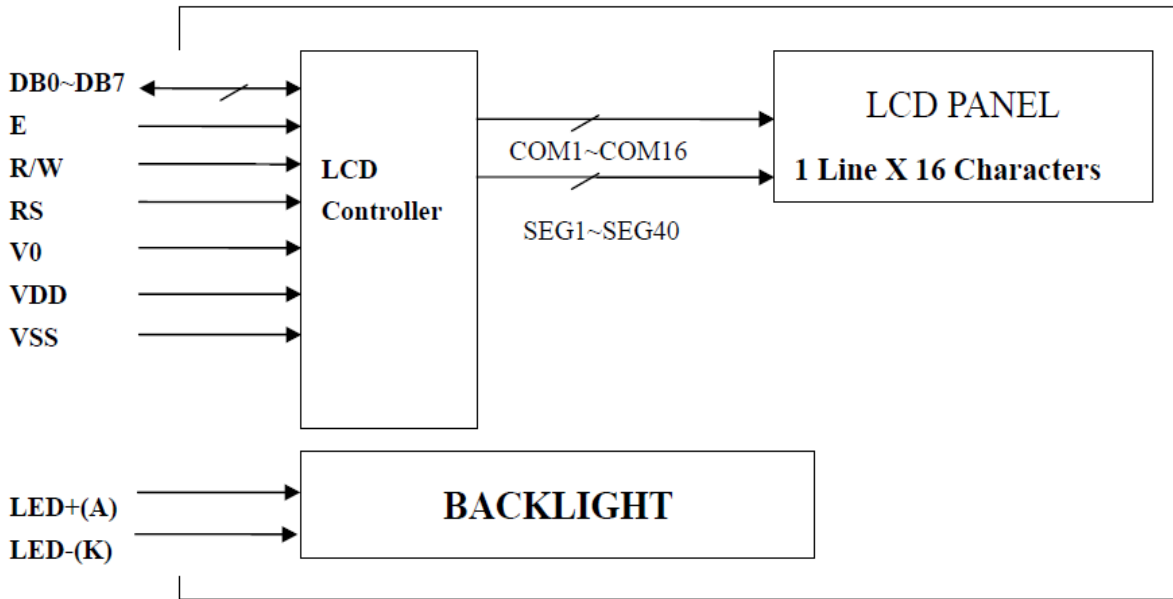 DB0~DB7
E
R/W
RS
V0
VDD
VSS
LCD
Controller
COM1~COM16
SEG1~SEG40
LCD PANEL
1 Line X 16 Characters
LED+(A)
LED-(K)
BACKLIGHT